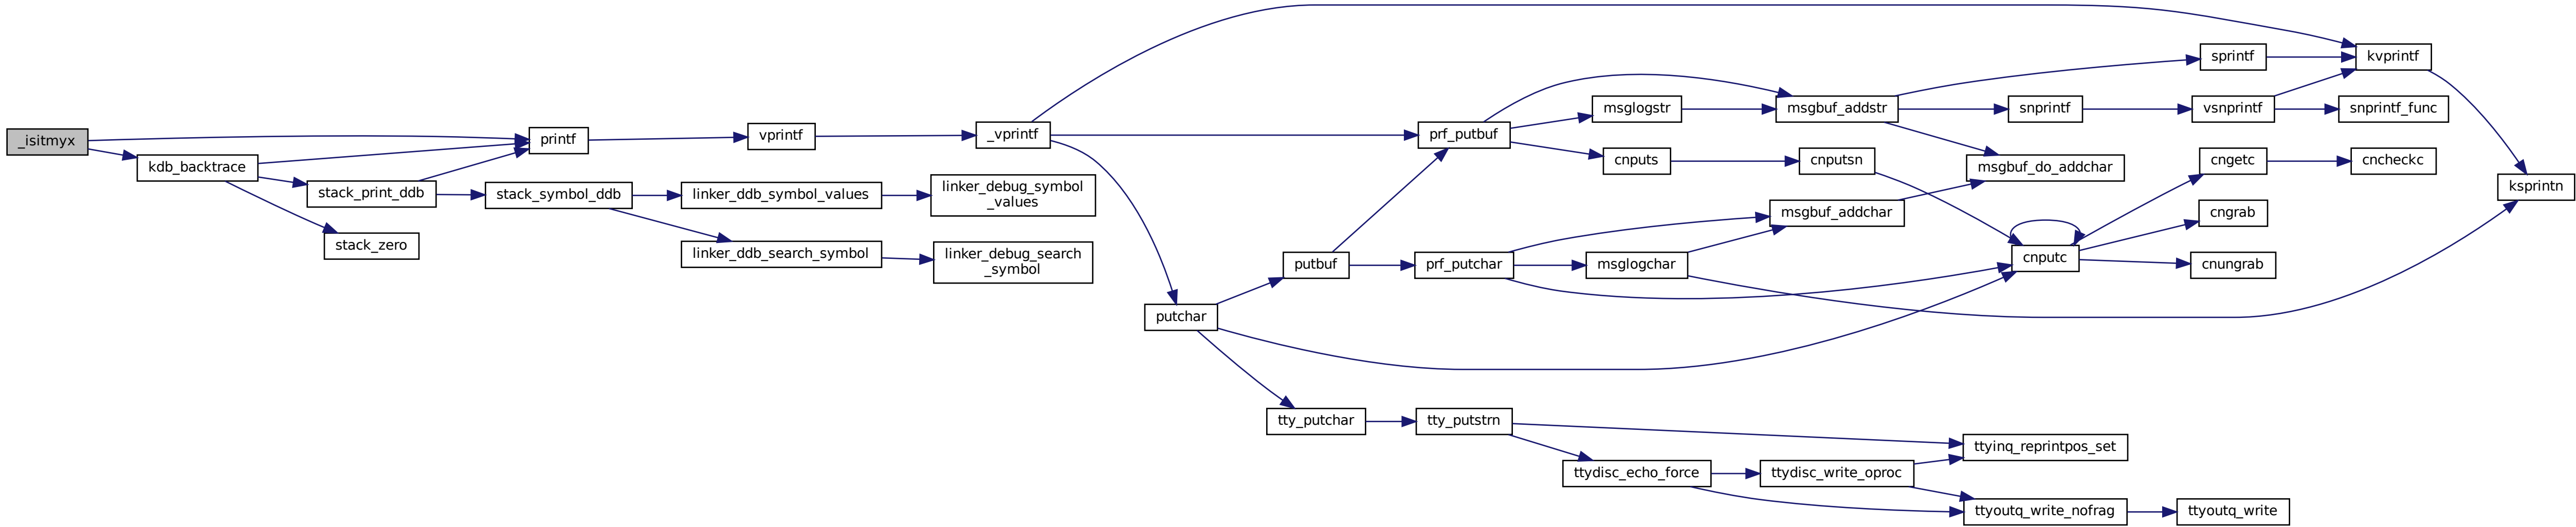 _isitmyx
kdb_backtrace
printf
stack_print_ddb
stack_zero
stack_symbol_ddb
vprintf
linker_ddb_symbol_values
linker_ddb_search_symbol
linker_debug_symbol
_values
linker_debug_search
_symbol
_vprintf
putchar
putbuf
tty_putchar
prf_putbuf
prf_putchar
tty_putstrn
msglogstr
cnputs
msglogchar
ttydisc_echo_force
msgbuf_addstr
cnputsn
msgbuf_addchar
ttydisc_write_oproc
snprintf
msgbuf_do_addchar
cnputc
ttyinq_reprintpos_set
ttyoutq_write_nofrag
sprintf
vsnprintf
cngetc
cngrab
cnungrab
ttyoutq_write
kvprintf
snprintf_func
cncheckc
ksprintn